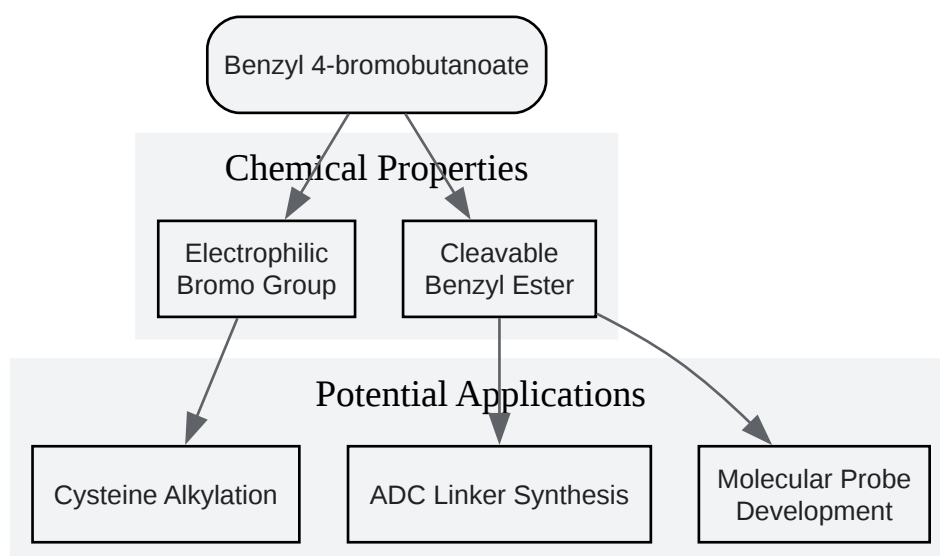 Benzyl 4-bromobutanoate
Chemical Properties
Electrophilic
Bromo Group
Cleavable
Benzyl Ester
Potential Applications
Cysteine Alkylation
ADC Linker Synthesis
Molecular Probe
Development